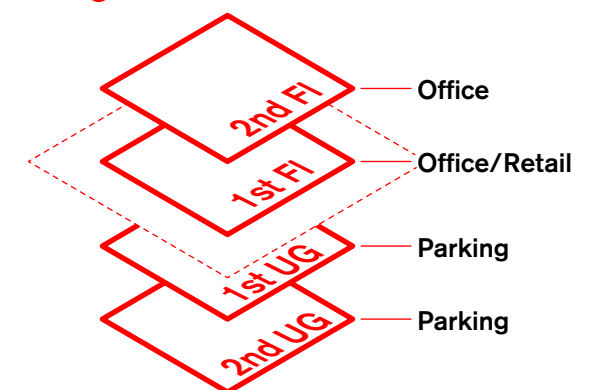 2nd Fl
Office
1st Fl
Office/Retail
1st UG
Parking
2nd UG
Parking